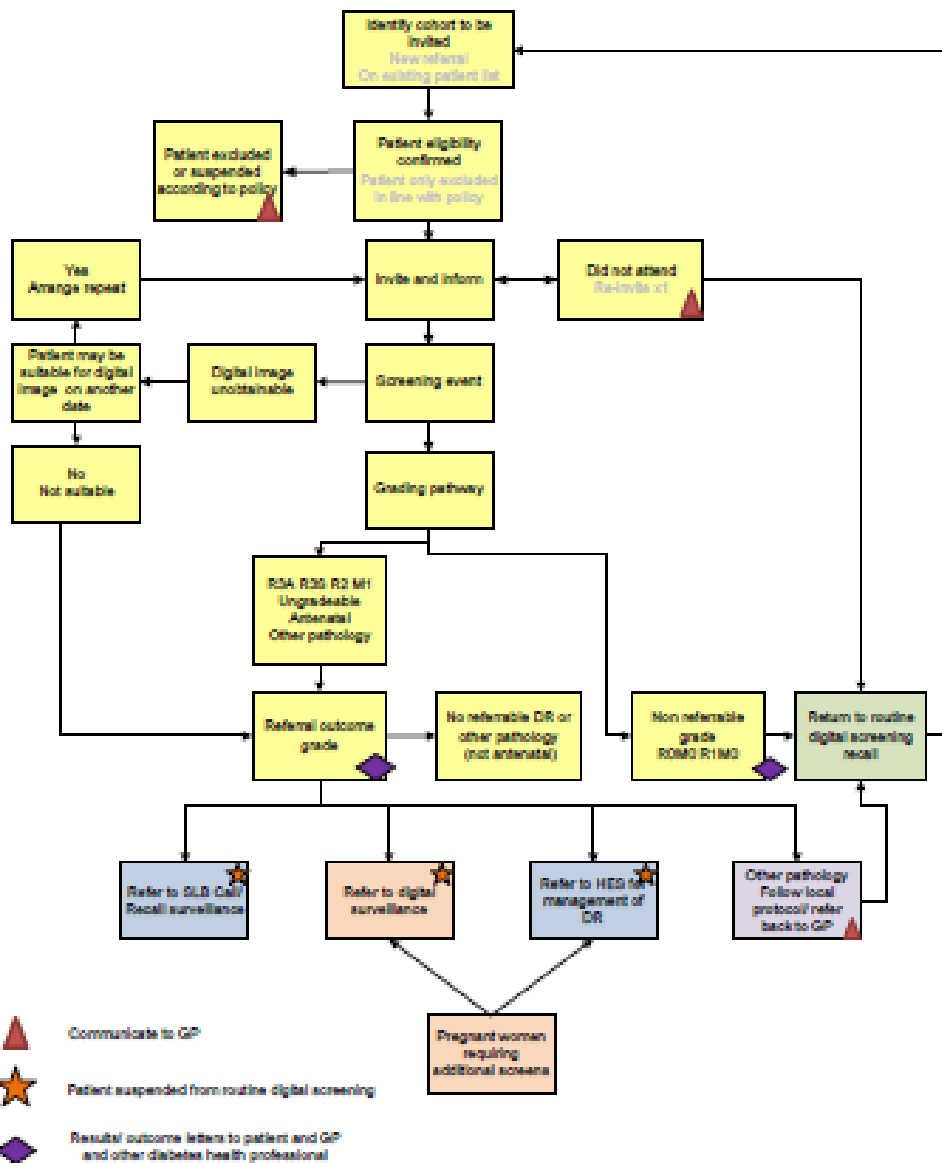 Identify cohort to be
invited
New referral
On existing patient list
Patient excluded
or suspended
according to policy
Patient eligibility
confirmed
Patient only excluded
in line with policy
Yes
Arrange repeat
Invite and inform
Did not attend
Re-invite x1
Patient may be
suitable for digital
image on another
date
Digital image
unobtainable
Screening event
No
Not suitable
Grading pathway
R3A R3S R2 M1
Ungradeable
Antenatal
Other pathology
Referral outcome
grade
No referrable DR or
other pathology
(not antenatal)
Non referrable
grade
R0M0 R1M0
Return to routine
digital screening
recall
Refer to SLB Call/
Recall surveillance
Refer to digital
surveillance
Refer to HES for
management of
DR
Other pathology
Follow local
protocol/ refer
back to GP
Pregnant women
requiring
additional screens
Communicate to GP
Patient suspended from routine digital screening
Results/ outcome letters to patient and GP
and other diabetes health professional